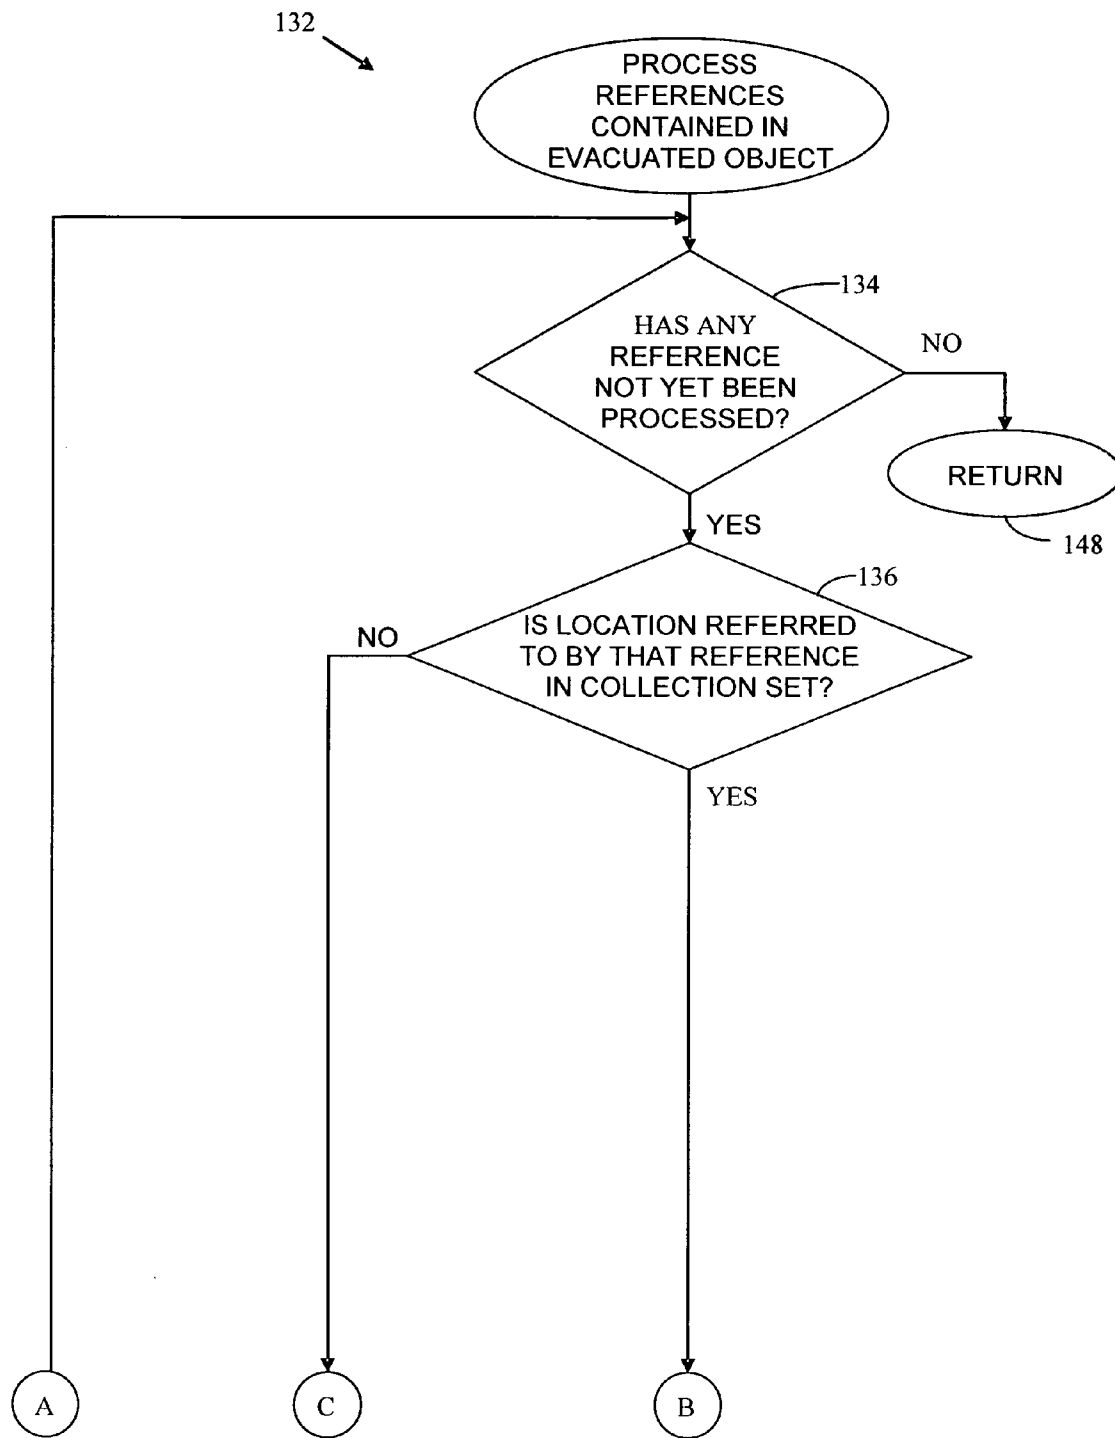 132
PROCESS
REFERENCES
CONTAINED IN
EVACUATED OBJECT
134
HAS ANY
REFERENCE
NOT YET BEEN
PROCESSED?
NO
RETURN
148
YES
136
IS LOCATION REFERRED
TO BY THAT REFERENCE
IN COLLECTION SET?
NO
YES
A
C
B